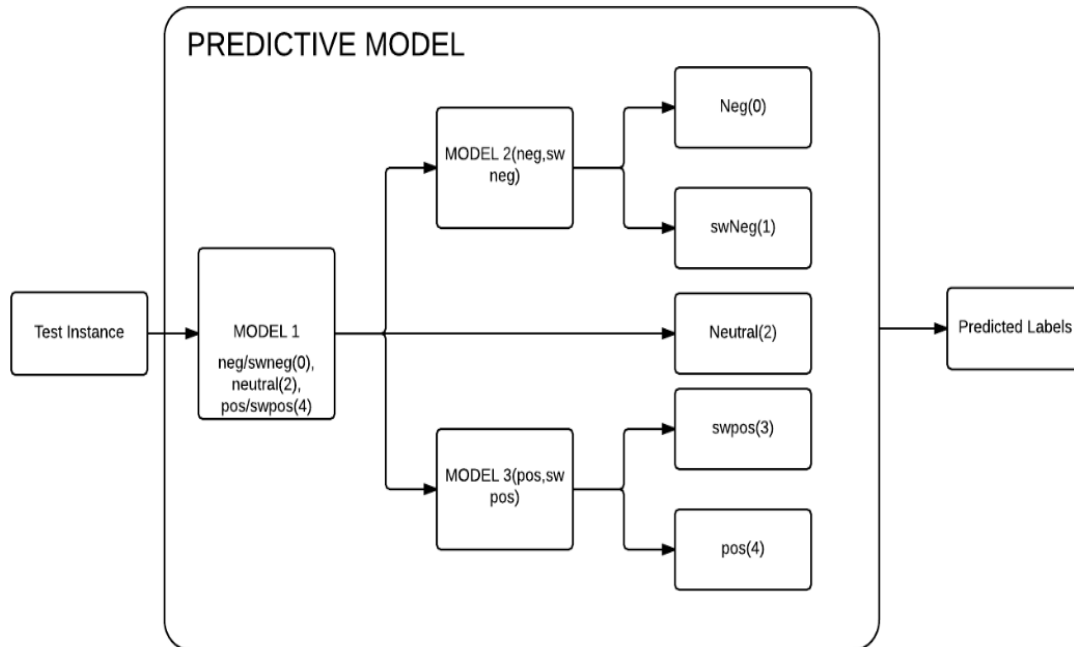 PREDICTIVE MODEL
Test Instance
MODEL 1
neg/swneg(0),
neutral(2),
pos/swpos(4)
MODEL 2(neg,sw
neg)
MODEL 3(pos,sw
pos)
Neg(0)
swNeg(1)
Neutral(2)
swpos(3)
pos(4)
Predicted Labels